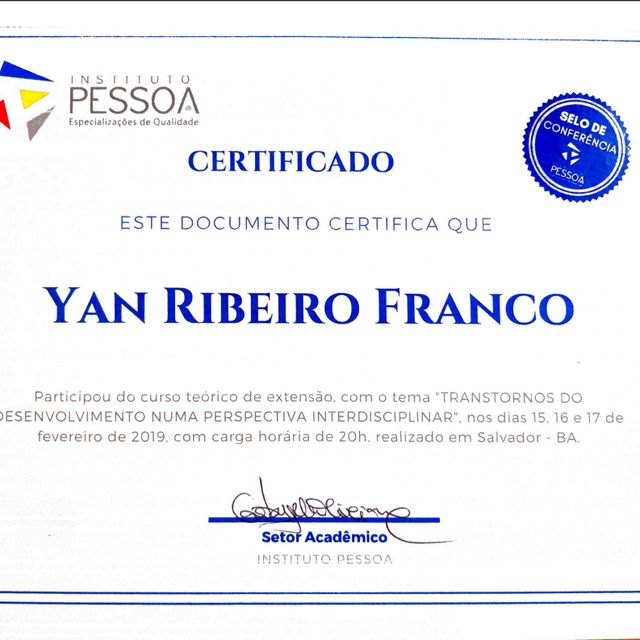 INSTITUTO
PESSOA
Especializações de Qualidade
SELO DE
CONFERÊNCIA
PESSOA
CERTIFICADO
ESTE DOCUMENTO CERTIFICA QUE
YAN RIBEIRO FRANCO
Participou do curso teórico de extensão, com o tema "TRANSTORNOS DO
DESENVOLVIMENTO NUMA PERSPECTIVA INTERDISCIPLINAR", nos dias 15, 16 e 17 de
fevereiro de 2019, com carga horária de 20h, realizado em Salvador - BA.
Setor Acadêmico
INSTITUTO PESSOA